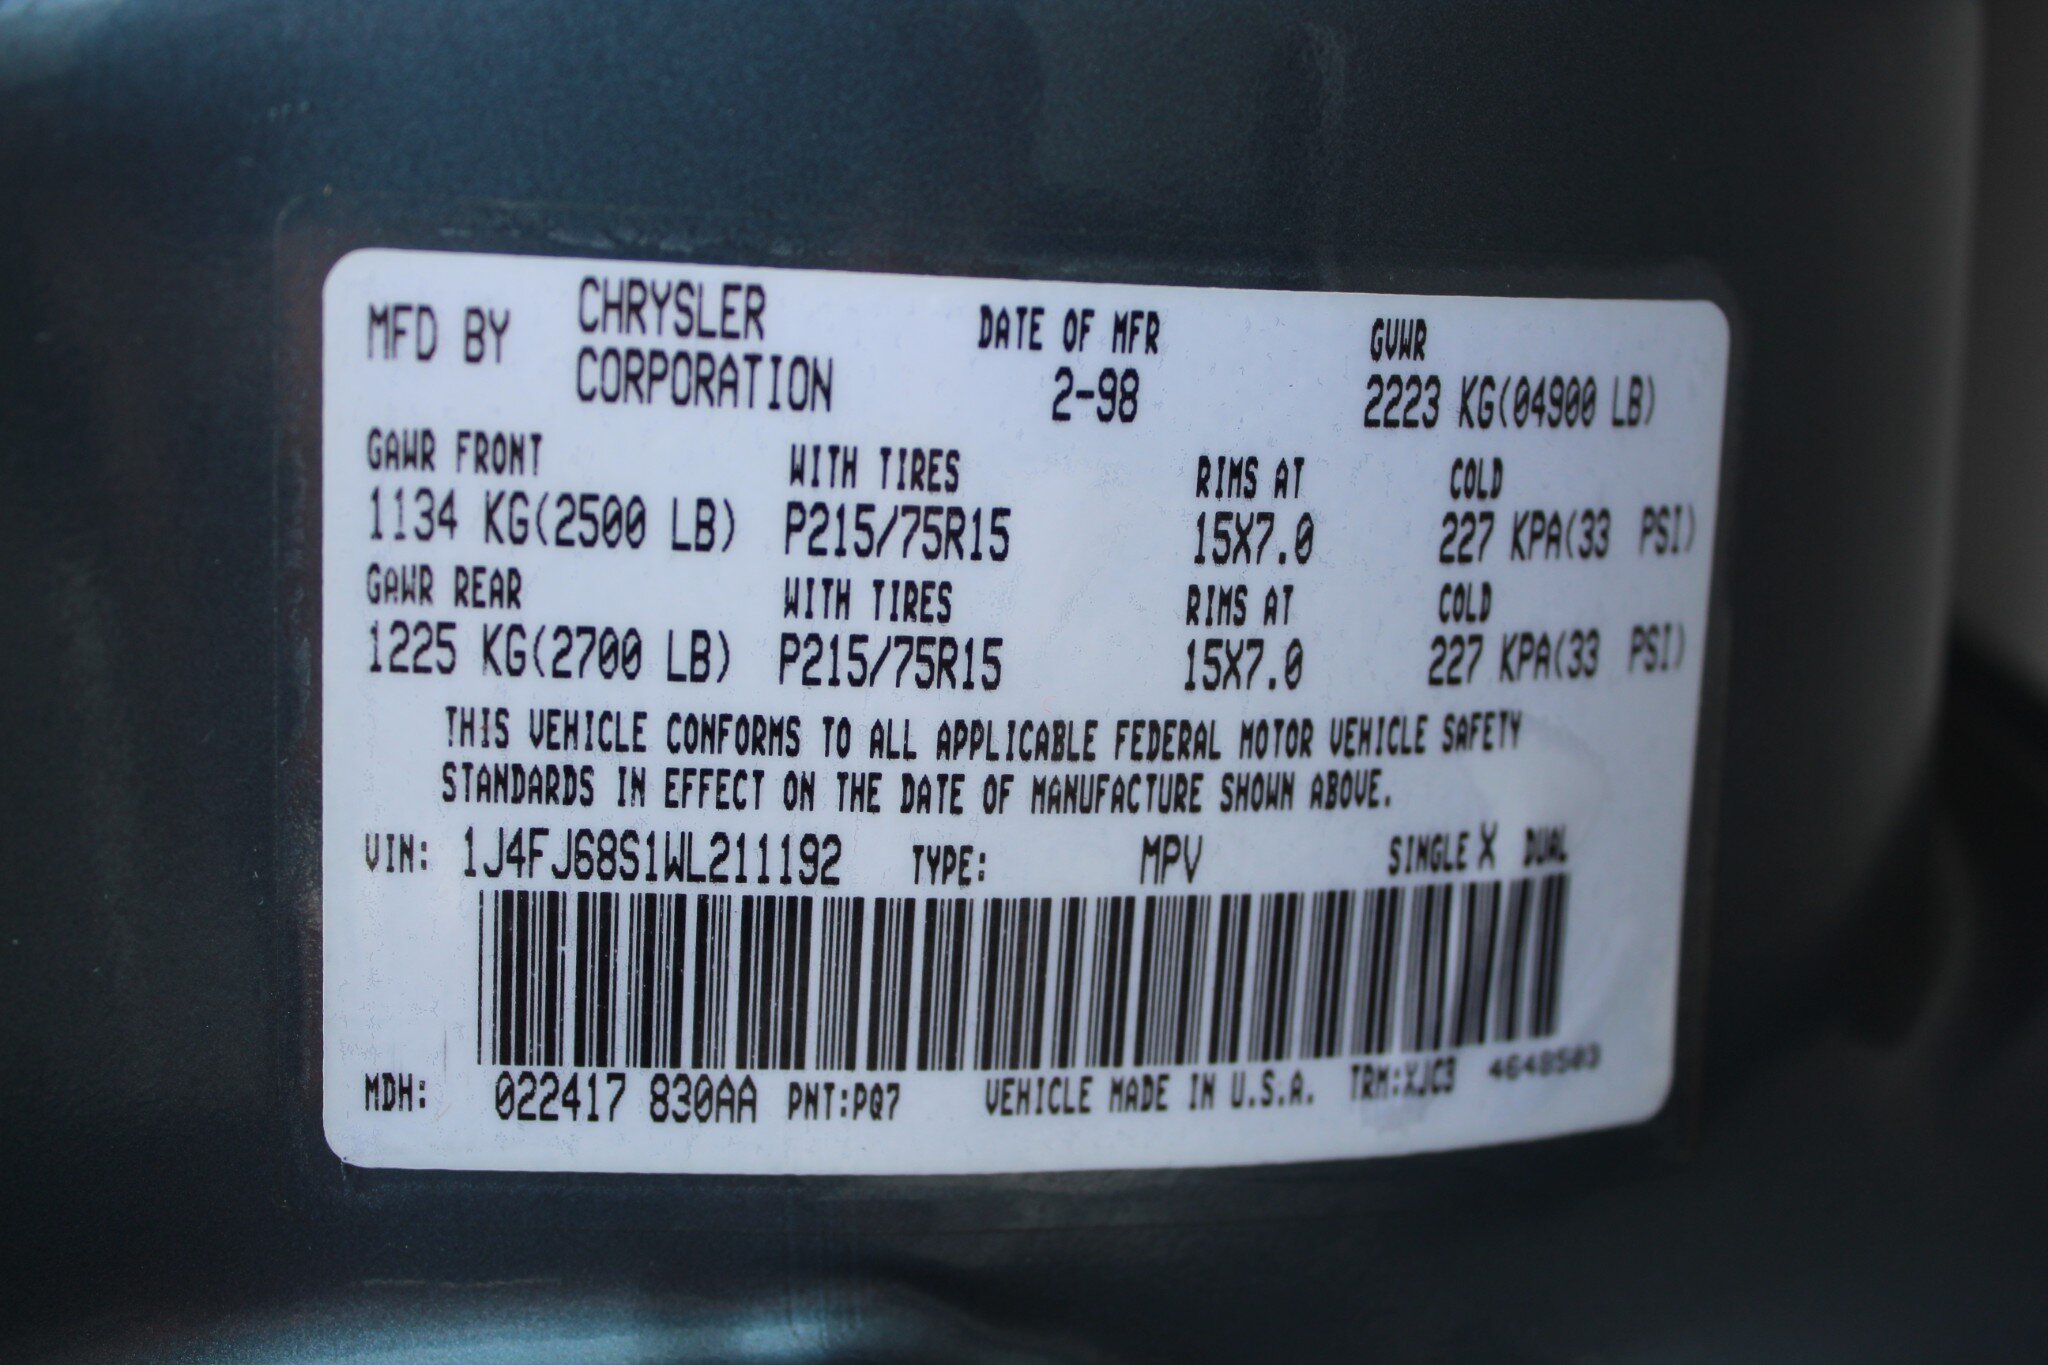 MFD BY CHRYSLER CORPORATION DATE OF MFR 2-98 GVWR 2223 KG(04900 LB)
GAWR FRONT WITH TIRES RIMS AT COLD
1134 KG(2500 LB) P215/75R15 15X7.0 227 KPA(33 PSI)
GAWR REAR WITH TIRES RIMS AT COLD
1225 KG(2700 LB) P215/75R15 15X7.0 227 KPA(33 PSI)
THIS VEHICLE CONFORMS TO ALL APPLICABLE FEDERAL MOTOR VEHICLE SAFETY
STANDARDS IN EFFECT ON THE DATE OF MANUFACTURE SHOWN ABOVE.
VIN: 1J4FJ68S1WL211192 TYPE: MPV SINGLE X DUAL
MDH: 022417 830AA PNT:PQ7 VEHICLE MADE IN U.S.A. TRM:XJC3 4648503